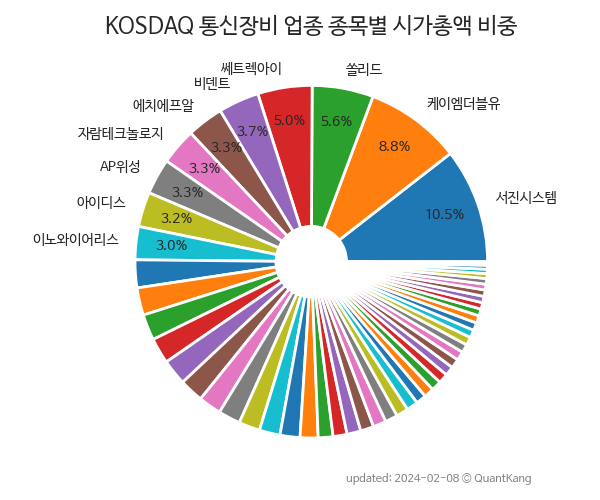 KOSDAQ 통신장비 업종 종목별 시가총액 비중
쎄트렉아이
쏠리드
비덴트
케이엠더블유
에치에프알
5.0%
5.6%
3.7%
자람테크놀로지
3.3%
8.8%
AP위성
3.3%
3.3%
서진시스템
아이디스
3.2%
10.5%
이노와이어리스
3.0%
updated: 2024-02-08 © QuantKang